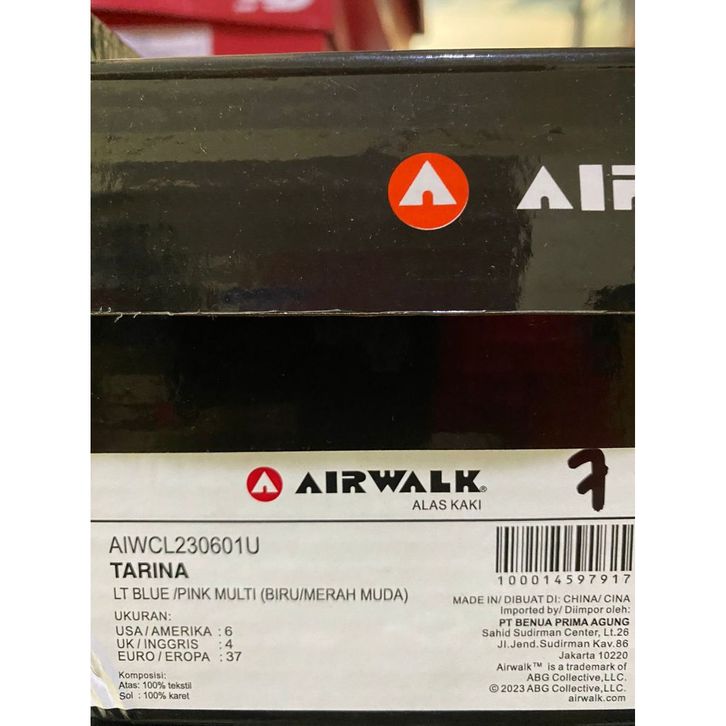 AIRWALK
ALAS KAKI
7
AIWCL230601U
TARINA
LT BLUE /PINK MULTI (BIRU/MERAH MUDA)
UKURAN:
USA/AMERIKA : 6
UK/INGGRIS : 4
EURO/EROPA : 37
Komposisi:
Atas: 100% tekstil
Sol : 100% karet
100014597917
MADE IN/ DIBUAT DI: CHINA/ CINA
Imported by/ Diimpor oleh:
PT BENUA PRIMA AGUNG
Sahid Sudirman Center, Lt.26
Jl.Jend.Sudirman Kav.86
Jakarta 10220
Airwalk™ is a trademark of
ABG Collective,LLC.
© 2023 ABG Collective,LLC.
airwalk.com